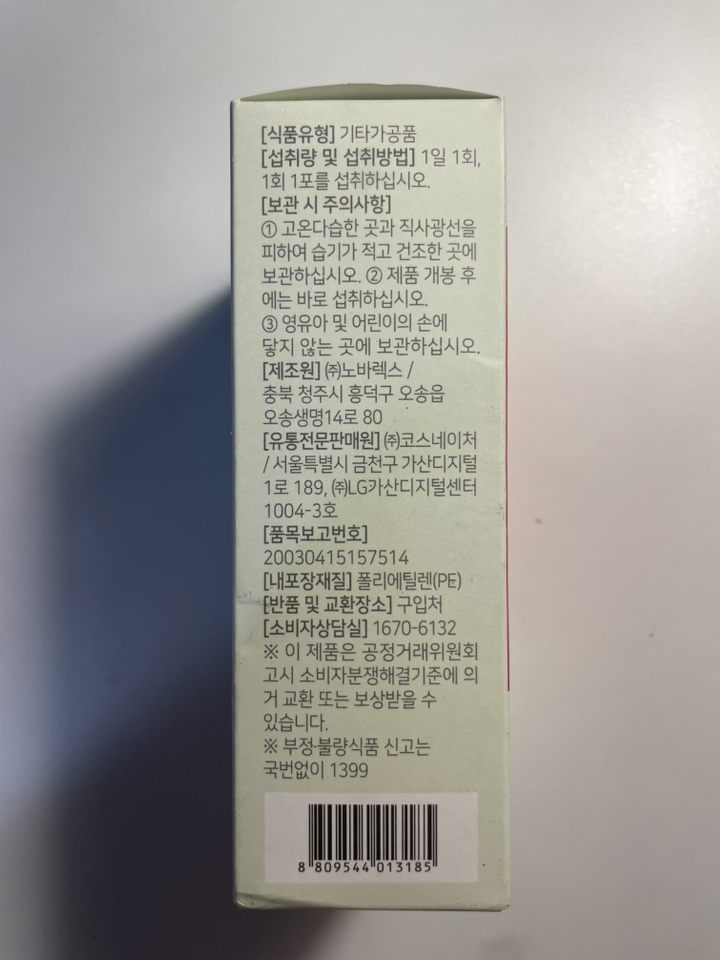 [식품유형] 기타가공품
[섭취량 및 섭취방법] 1일 1회,
1회 1포를 섭취하십시오.
[보관 시 주의사항]
① 고온다습한 곳과 직사광선을
피하여 습기가 적고 건조한 곳에
보관하십시오. ② 제품 개봉 후
에는 바로 섭취하십시오.
③ 영유아 및 어린이의 손에
닿지 않는 곳에 보관하십시오.
[제조원] ㈜노바렉스 /
충북 청주시 흥덕구 오송읍
오송생명14로 80
[유통전문판매원] ㈜코스네이처
/ 서울특별시 금천구 가산디지털
1로 189, ㈜LG가산디지털센터
1004-3호
[품목보고번호]
20030415157514
[내포장재질] 폴리에틸렌(PE)
[반품 및 교환장소] 구입처
[소비자상담실] 1670-6132
※ 이 제품은 공정거래위원회
고시 소비자분쟁해결기준에 의
거 교환 또는 보상받을 수
있습니다.
※ 부정·불량식품 신고는
국번없이 1399
8 809544 013185